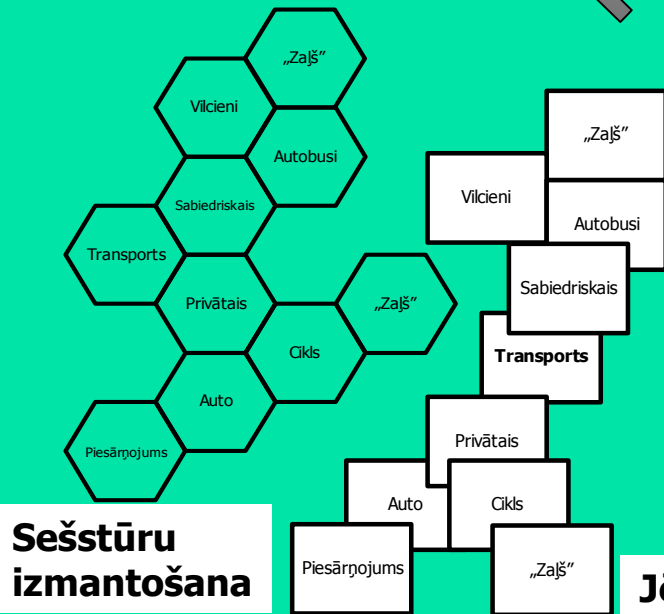 „Zaļš”
Vilcieni
Autobusi
Sabiedriskais
Transports
Privātais
„Zaļš”
Cikls
Auto
Piesārņojums
Sešstūru
izmantošana
„Zaļš”
Vilcieni
Autobusi
Sabiedriskais
Transports
Privātais
Auto
Cikls
Piesārņojums
„Zaļš”